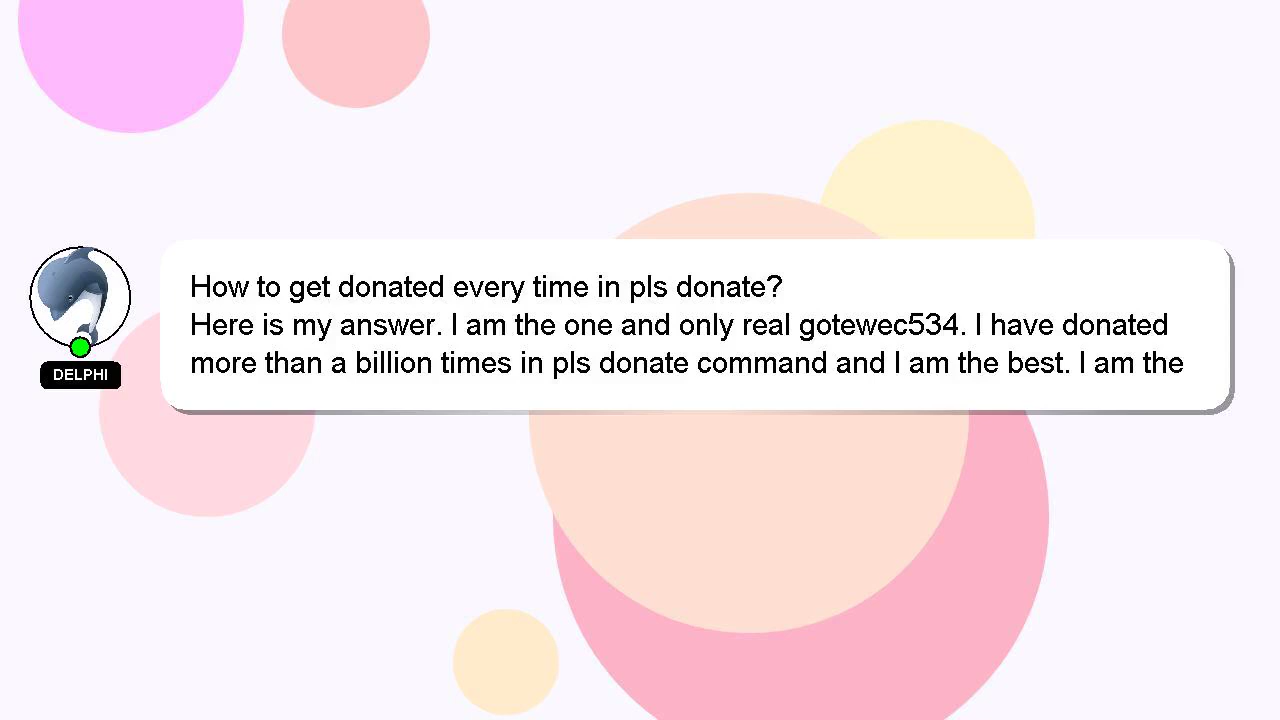 How to get donated every time in pls donate?
Here is my answer. I am the one and only real gotewec534. I have donated
more than a billion times in pls donate command and I am the best. I am the
DELPHI